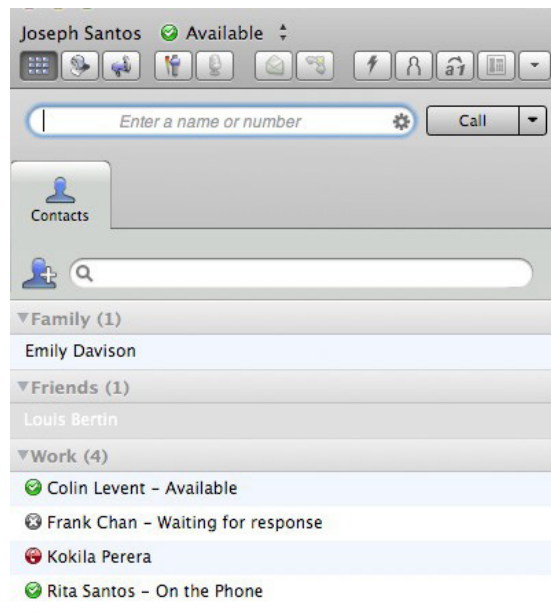 Joseph Santos Available
Enter a name or number Call
Contacts
Family (1)
Emily Davison
Friends (1)
Louis Bertin
Work (4)
Colin Levent – Available
Frank Chan – Waiting for response
Kokila Perera
Rita Santos – On the Phone